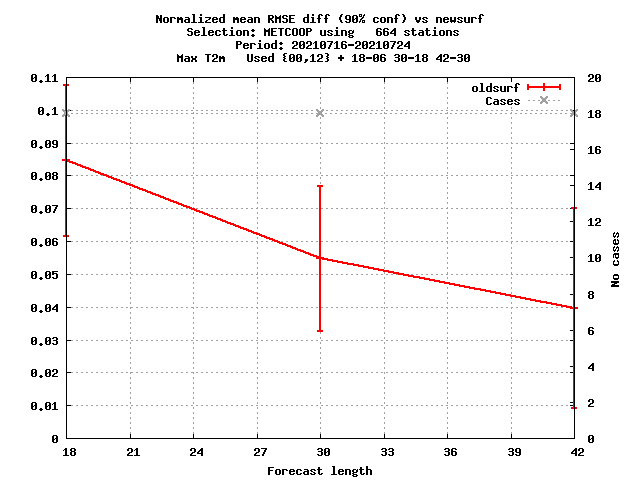 Normalized mean RMSE diff (90% conf) vs newsurf
Selection: METCOOP using   664 stations
Period: 20210716-20210724
Max T2m   Used {00,12} + 18-06 30-18 42-30
oldsurf
Cases
0.11
0.1
0.09
0.08
0.07
0.06
0.05
0.04
0.03
0.02
0.01
0
20
18
16
14
12
10
8
6
4
2
0
No cases
18 21 24 27 30 33 36 39 42
Forecast length